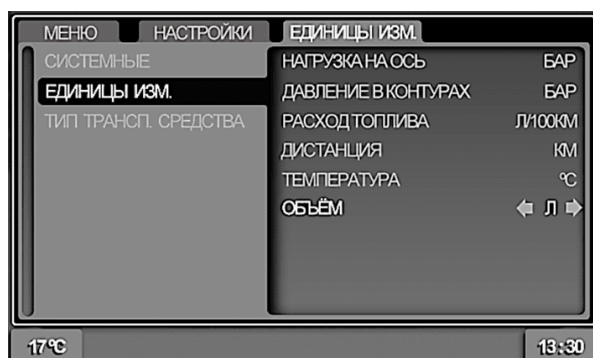 МЕНЮ НАСТРОЙКИ ЕДИНИЦЫ ИЗМ.
СИСТЕМНЫЕ
ЕДИНИЦЫ ИЗМ.
ТИП ТРАНСП. СРЕДСТВА
НАГРУЗКА НА ОСЬ БАР
ДАВЛЕНИЕ В КОНТУРАХ БАР
РАСХОД ТОПЛИВА Л/100КМ
ДИСТАНЦИЯ КМ
ТЕМПЕРАТУРА °C
ОБЪЁМ Л
17°C 13:30